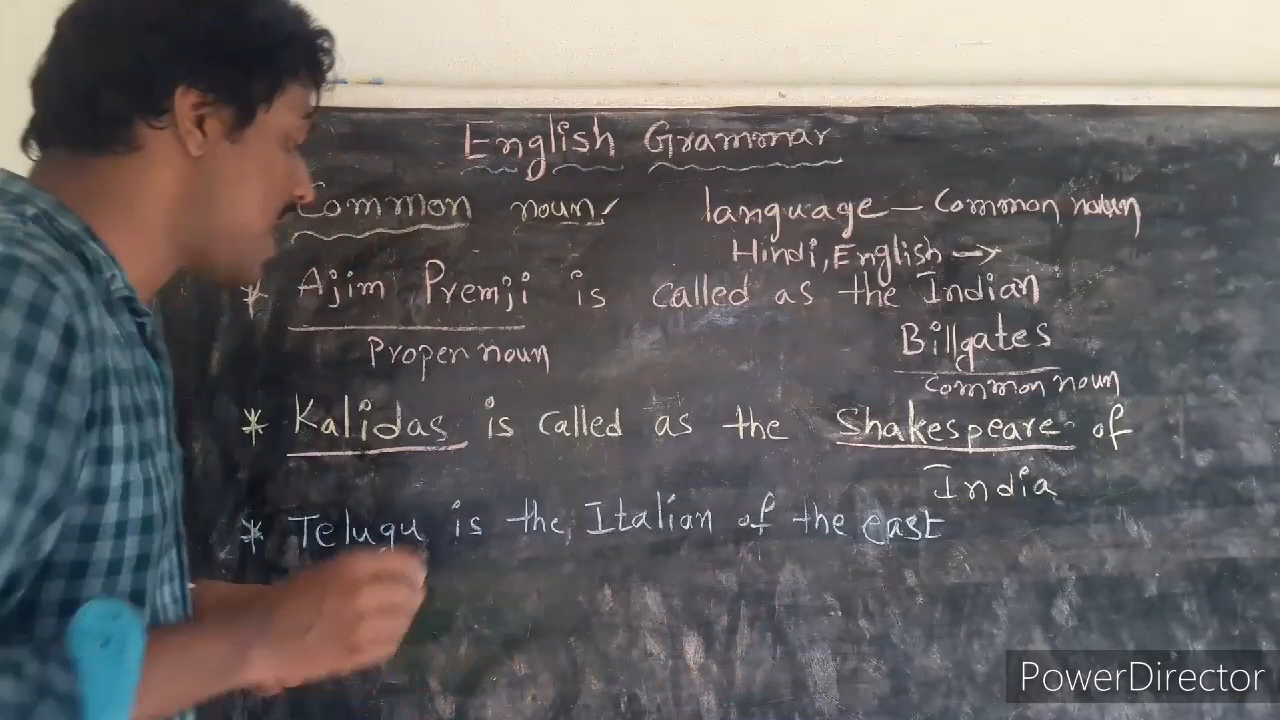 English Grammar
Common noun:
language - Common noun
Hindi, English →
* Ajim Premji is called as the Indian
Billgates
Proper noun
Common noun
* Kalidas is called as the Shakespeare of
India
* Telugu is the Italian of the east
PowerDirector